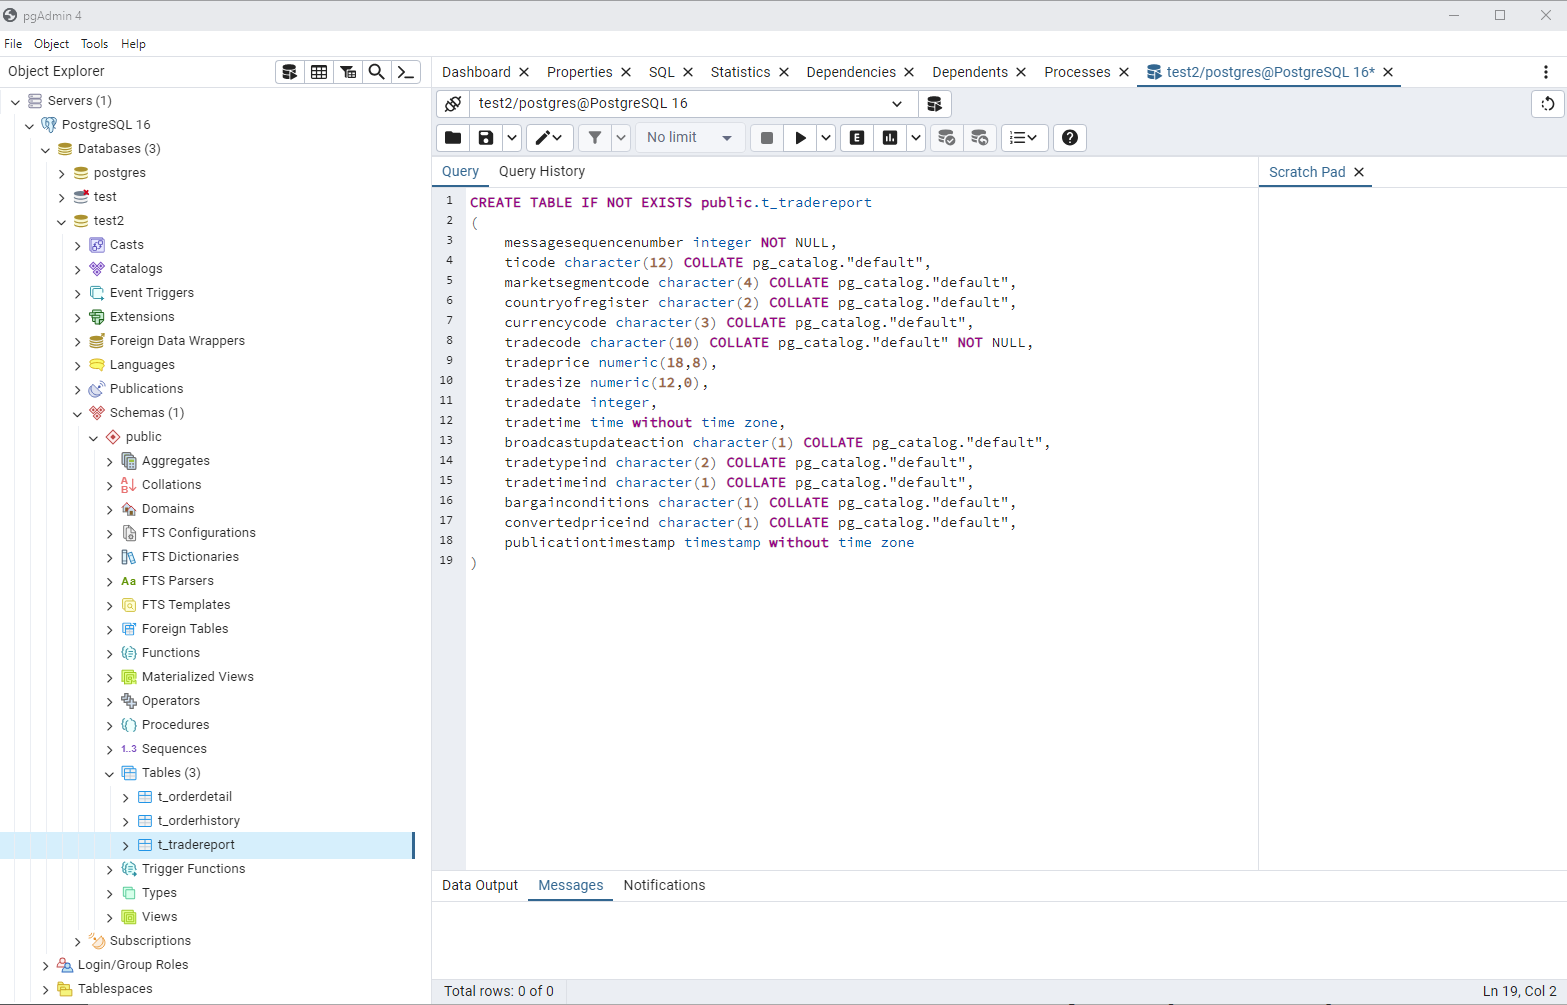 pgAdmin 4
File Object Tools Help
Object Explorer
Servers (1)
PostgreSQL 16
Databases (3)
postgres
test
test2
Casts
Catalogs
Event Triggers
Extensions
Foreign Data Wrappers
Languages
Publications
Schemas (1)
public
Aggregates
Collations
Domains
FTS Configurations
FTS Dictionaries
Aa FTS Parsers
FTS Templates
Foreign Tables
Functions
Materialized Views
Operators
Procedures
1..3 Sequences
Tables (3)
t_orderdetail
t_orderhistory
t_tradereport
Trigger Functions
Types
Views
Subscriptions
Login/Group Roles
Tablespaces
Dashboard Properties SQL Statistics Dependencies Dependents Processes test2/postgres@PostgreSQL 16*
test2/postgres@PostgreSQL 16
No limit
Query Query History
Scratch Pad
1 CREATE TABLE IF NOT EXISTS public.t_tradereport
2 (
3 messagesequencenumber integer NOT NULL,
4 ticode character(12) COLLATE pg_catalog."default",
5 marketsegmentcode character(4) COLLATE pg_catalog."default",
6 countryofregister character(2) COLLATE pg_catalog."default",
7 currencycode character(3) COLLATE pg_catalog."default",
8 tradecode character(10) COLLATE pg_catalog."default" NOT NULL,
9 tradeprice numeric(18,8),
10 tradesize numeric(12,0),
11 tradedate integer,
12 tradetime time without time zone,
13 broadcastupdateaction character(1) COLLATE pg_catalog."default",
14 tradetypeind character(2) COLLATE pg_catalog."default",
15 tradetimeind character(1) COLLATE pg_catalog."default",
16 bargainconditions character(1) COLLATE pg_catalog."default",
17 convertedpriceind character(1) COLLATE pg_catalog."default",
18 publicationtimestamp timestamp without time zone
19 )
Data Output Messages Notifications
Total rows: 0 of 0
Ln 19, Col 2